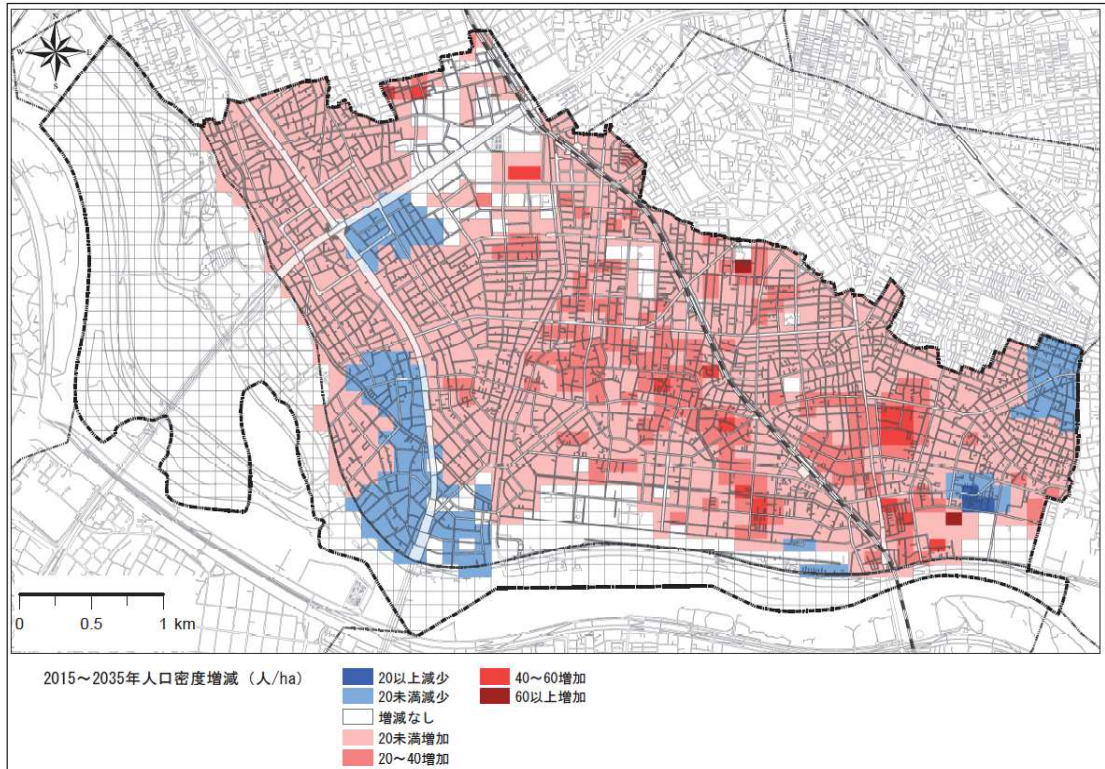 N
W E
S
0 0.5 1 km
2015～2035年人口密度増減（人/ha）
20以上減少
20未満減少
増減なし
20未満増加
20～40増加
40～60増加
60以上増加